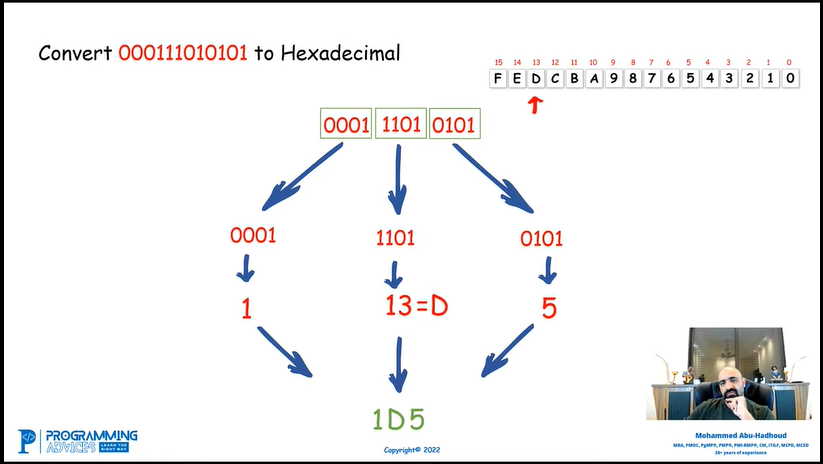 Convert 000111010101 to Hexadecimal
15 14 13 12 11 10 9 8 7 6 5 4 3 2 1 0
F E D C B A 9 8 7 6 5 4 3 2 1 0
0001 1101 0101
0001 1101 0101
1 13=D 5
1D5
PROGRAMMING
ADVICES LEARN THE RIGHT WAY
Copyright© 2022
Mohammed Abu-Hadhoud
MBA, PMOC, PgMP®, PMP®, PMI-RMP®, CM, ITILF, MCPD, MCSD
26+ years of experience